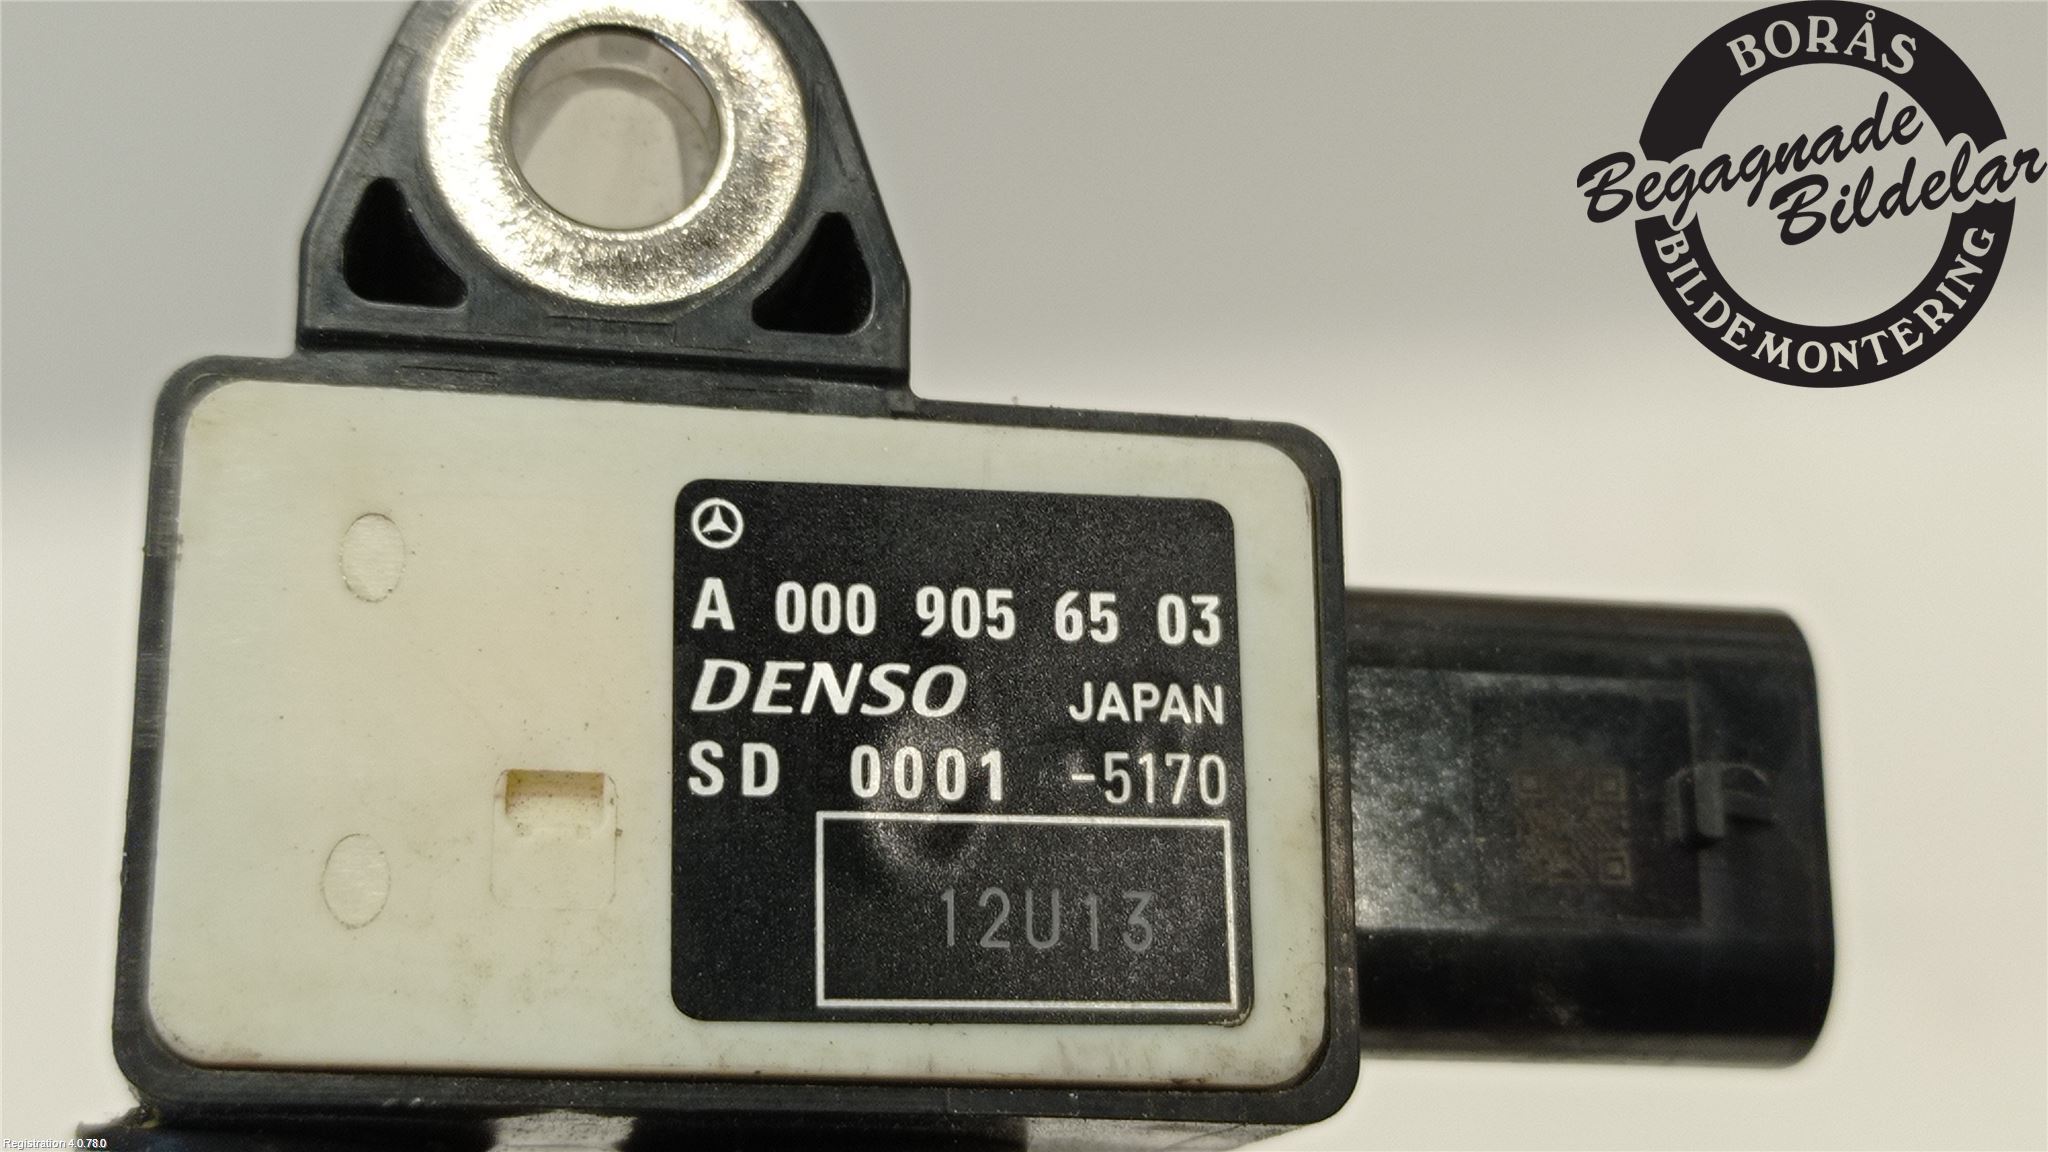 BORÅS
Begagnade
Bildelar
BILDEMONTERING
A 000 905 65 03
DENSO JAPAN
SD 0001 -5170
12U13
Registration 4.0.78.0